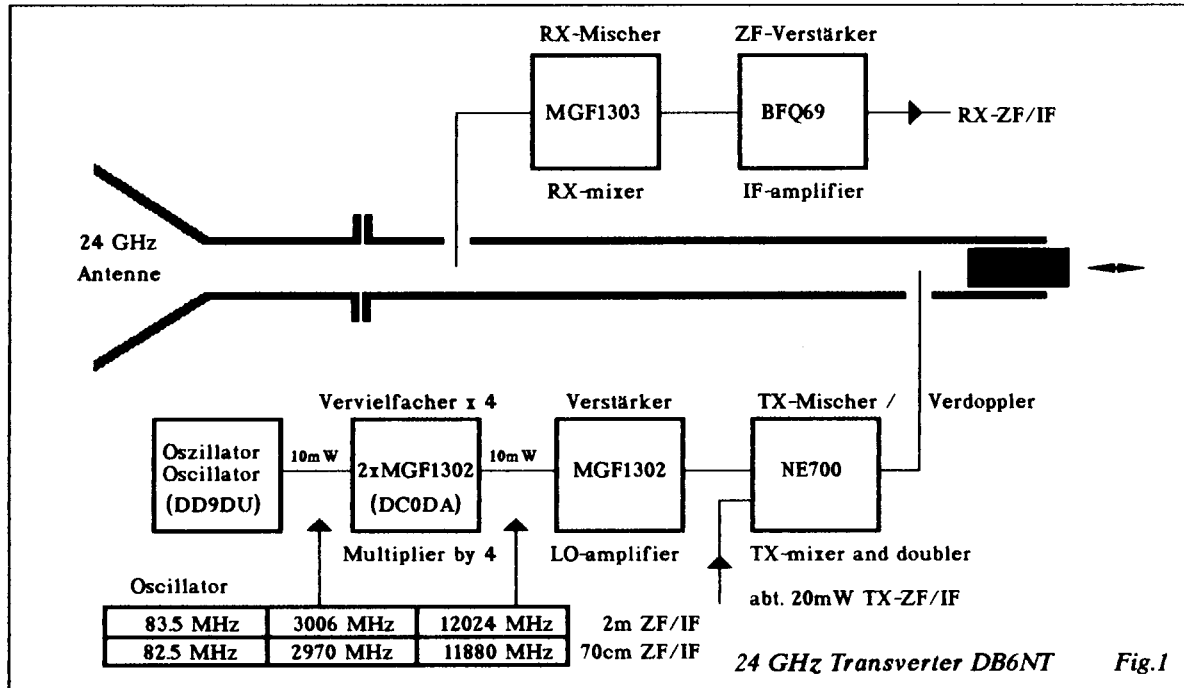 RX-Mischer
ZF-Verstärker
MGF1303
BFQ69
RX-ZF/IF
RX-mixer
IF-amplifier
24 GHz
Antenne
Vervielfacher x 4
Verstärker
TX-Mischer /
Verdoppler
Oszillator
Oscillator
(DD9DU)
10mW
2xMGF1302
(DC0DA)
10mW
MGF1302
NE700
Multiplier by 4
LO-amplifier
TX-mixer and doubler
abt. 20mW TX-ZF/IF
Oscillator
83.5 MHz 3006 MHz 12024 MHz 2m ZF/IF
82.5 MHz 2970 MHz 11880 MHz 70cm ZF/IF
24 GHz Transverter DB6NT Fig.1